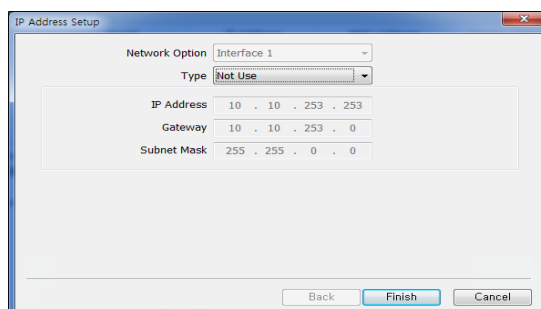 IP Address Setup
Network Option Interface 1
Type Not Use
IP Address 10 . 10 . 253 . 253
Gateway 10 . 10 . 253 . 0
Subnet Mask 255 . 255 . 0 . 0
Back Finish Cancel